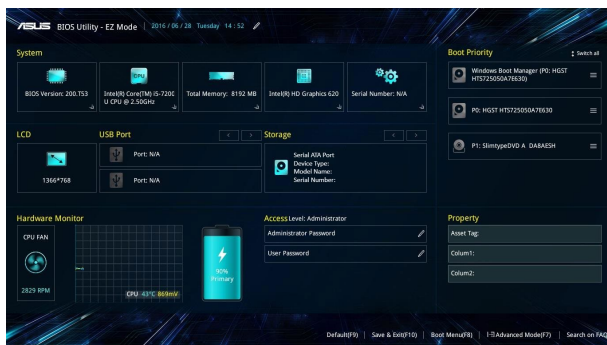 ASUS BIOS Utility - EZ Mode 2016 / 06 / 28 Tuesday 14 : 52
System
BIOS Version: 200.T53
CPU
Intel(R) Core(TM) i5-7200
U CPU @ 2.50GHz
Total Memory: 8192 MB
Intel(R) HD Graphics 620
Serial Number: N/A
Boot Priority
Switch all
Windows Boot Manager (P0: HGST
HTS725050A7E630)
P0: HGST HTS725050A7E630
P1: SlimtypeDVD A DA8AESH
LCD
1366*768
USB Port < >
Port: N/A
Port: N/A
Storage < >
Serial ATA Port
Device Type:
Model Name:
Serial Number:
Hardware Monitor
CPU FAN
2829 RPM
CPU 43°C 869mV
90%
Primary
Access Level: Administrator
Administrator Password
User Password
Property
Asset Tag:
Colum1:
Colum2:
Default(F9) | Save & Exit(F10) | Boot Menu(F8) | Advanced Mode(F7) | Search on FAQ